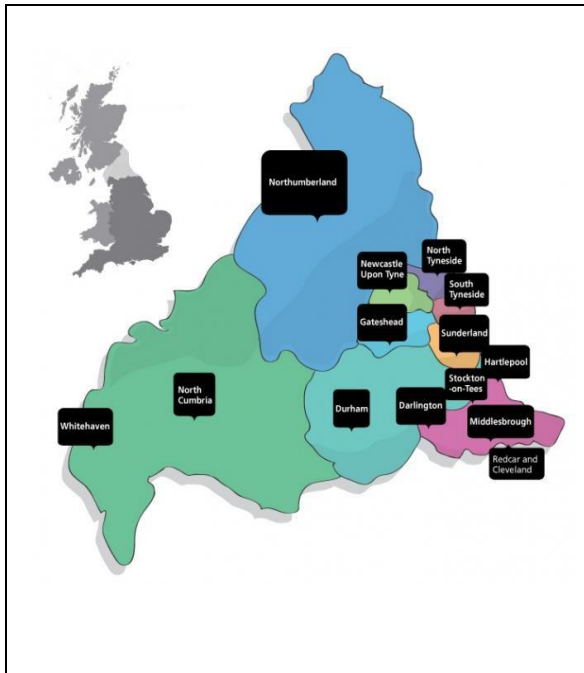 Northumberland
North
Tyneside
Newcastle
Upon Tyne
South
Tyneside
Gateshead
Sunderland
Hartlepool
Stockton
-on-Tees
North
Cumbria
Durham
Darlington
Whitehaven
Middlesbrough
Redcar and
Cleveland